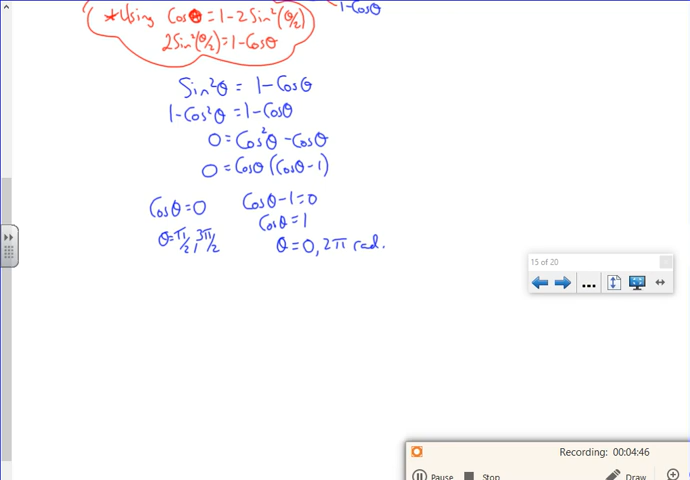 1-Cosθ
*Using Cosθ = 1-2Sin²(θ/2)
2Sin²(θ/2) = 1-Cosθ
Sin²θ = 1-Cosθ
1-Cos²θ = 1-Cosθ
0 = Cos²θ - Cosθ
0 = Cosθ (Cosθ-1)
Cosθ=0 Cosθ-1=0
Cosθ = 1
θ=π/2, 3π/2 θ = 0, 2π rad.
15 of 20
...
Recording: 00:04:46
Pause Stop Draw